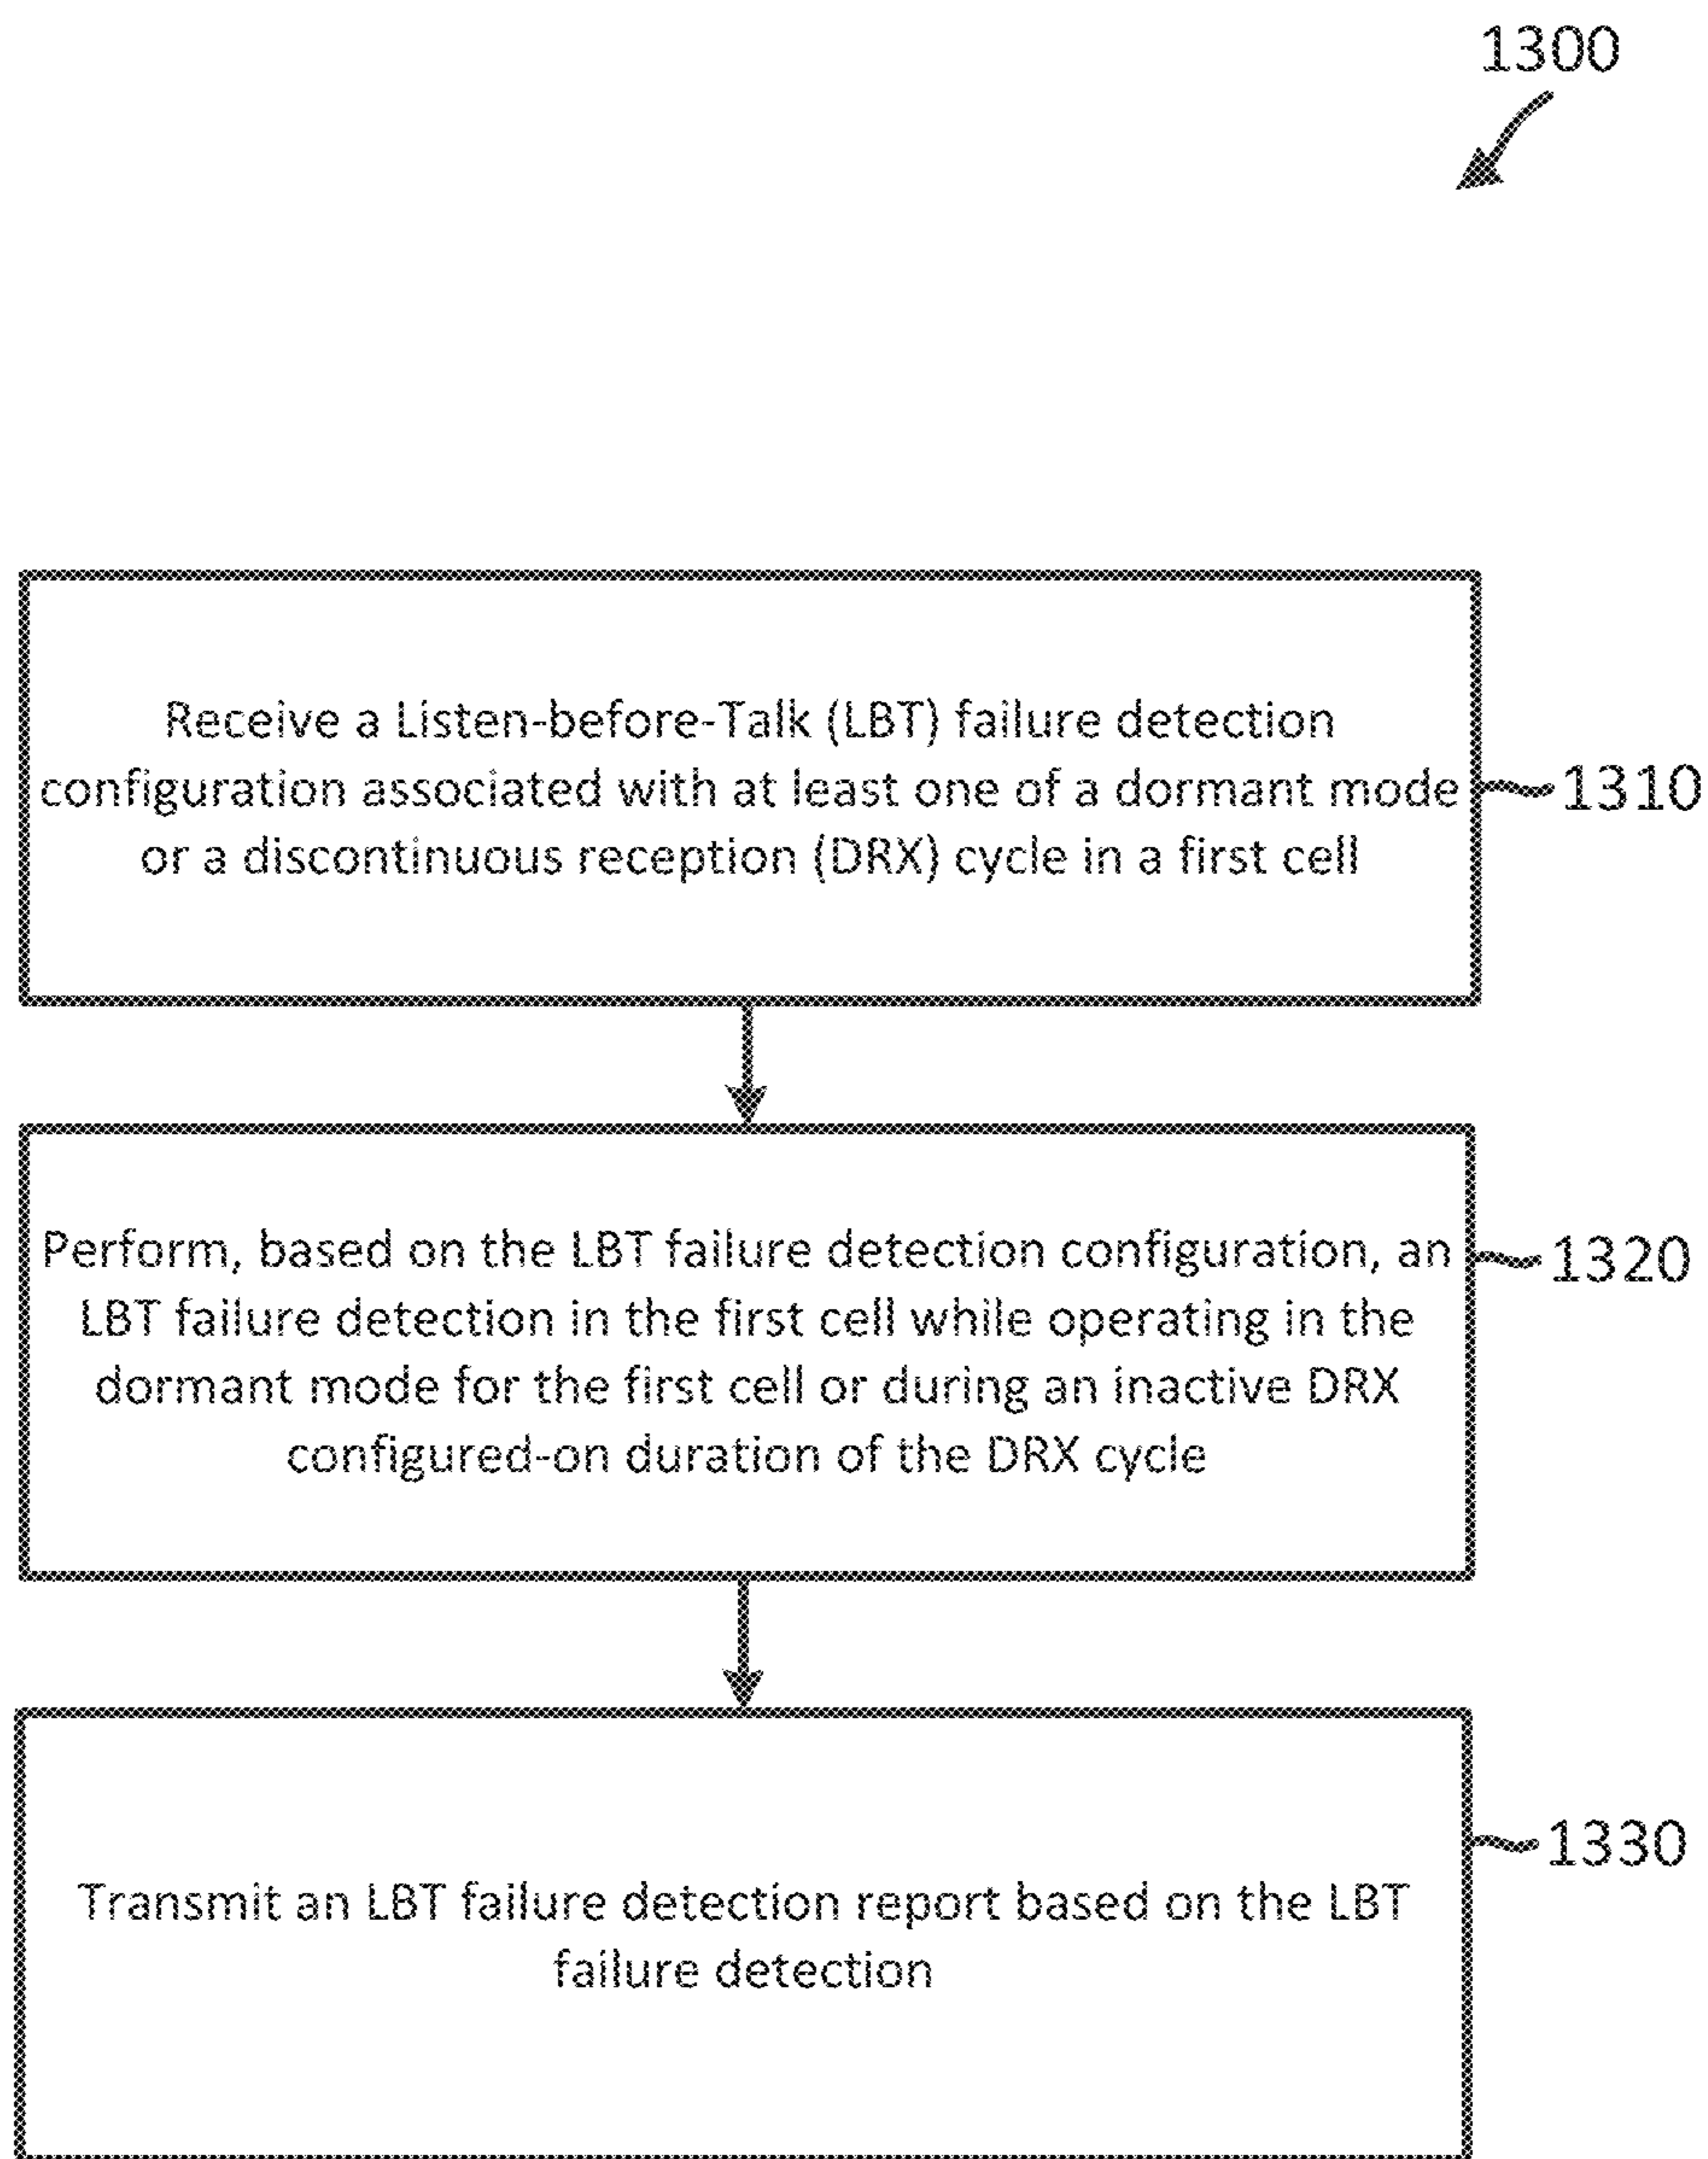 1300
Receive a Listen-before-Talk (LBT) failure detection
configuration associated with at least one of a dormant mode
or a discontinuous reception (DRX) cycle in a first cell
1310
Perform, based on the LBT failure detection configuration, an
LBT failure detection in the first cell while operating in the
dormant mode for the first cell or during an inactive DRX
configured-on duration of the DRX cycle
1320
Transmit an LBT failure detection report based on the LBT
failure detection
1330